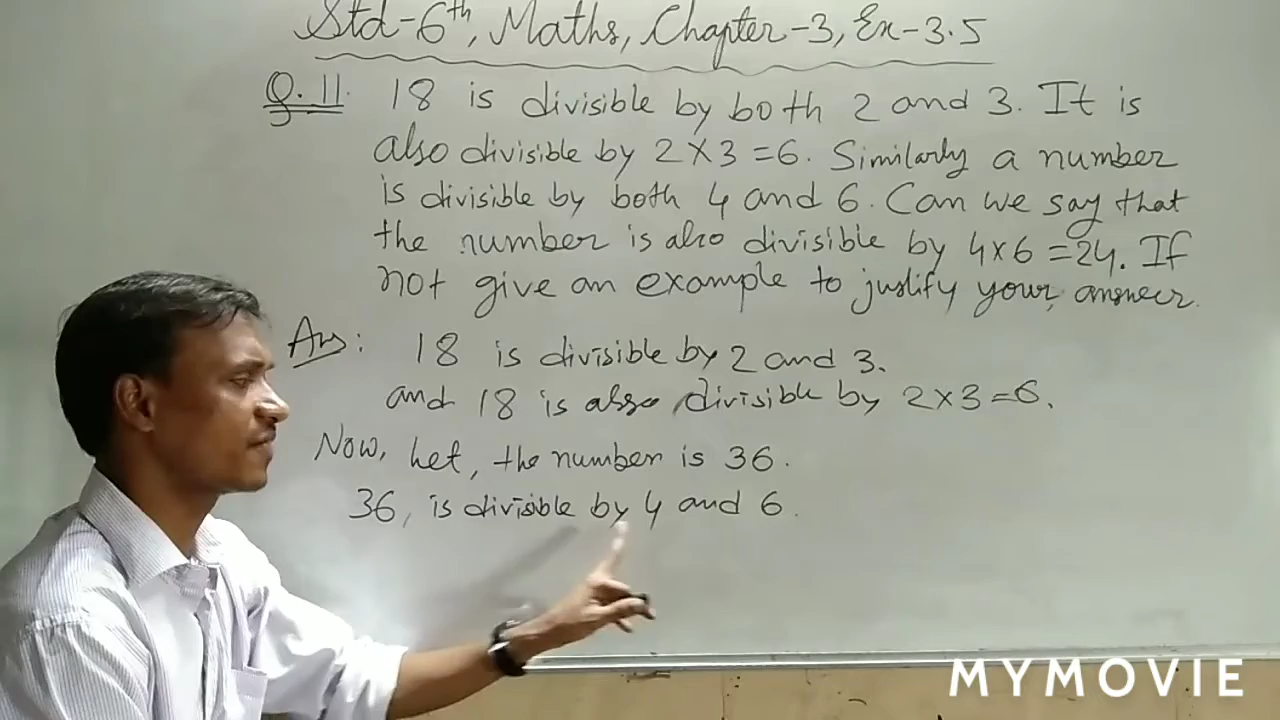 Std-6th, Maths, Chapter-3, Ex-3.5
Q.11. 18 is divisible by both 2 and 3. It is
also divisible by 2×3=6. Similarly a number
is divisible by both 4 and 6. Can we say that
the number is also divisible by 4×6=24. If
not give an example to justify your answer.
Ans: 18 is divisible by 2 and 3.
and 18 is also divisible by 2×3=6.
Now, Let, the number is 36.
36, is divisible by 4 and 6.
MYMOVIE